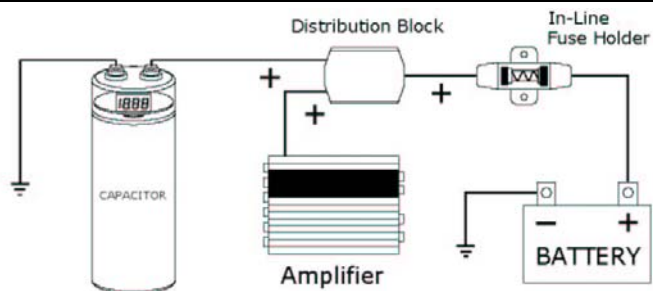 Distribution Block
In-Line
Fuse Holder
+
+
+
1888
CAPACITOR
Amplifier
− +
BATTERY